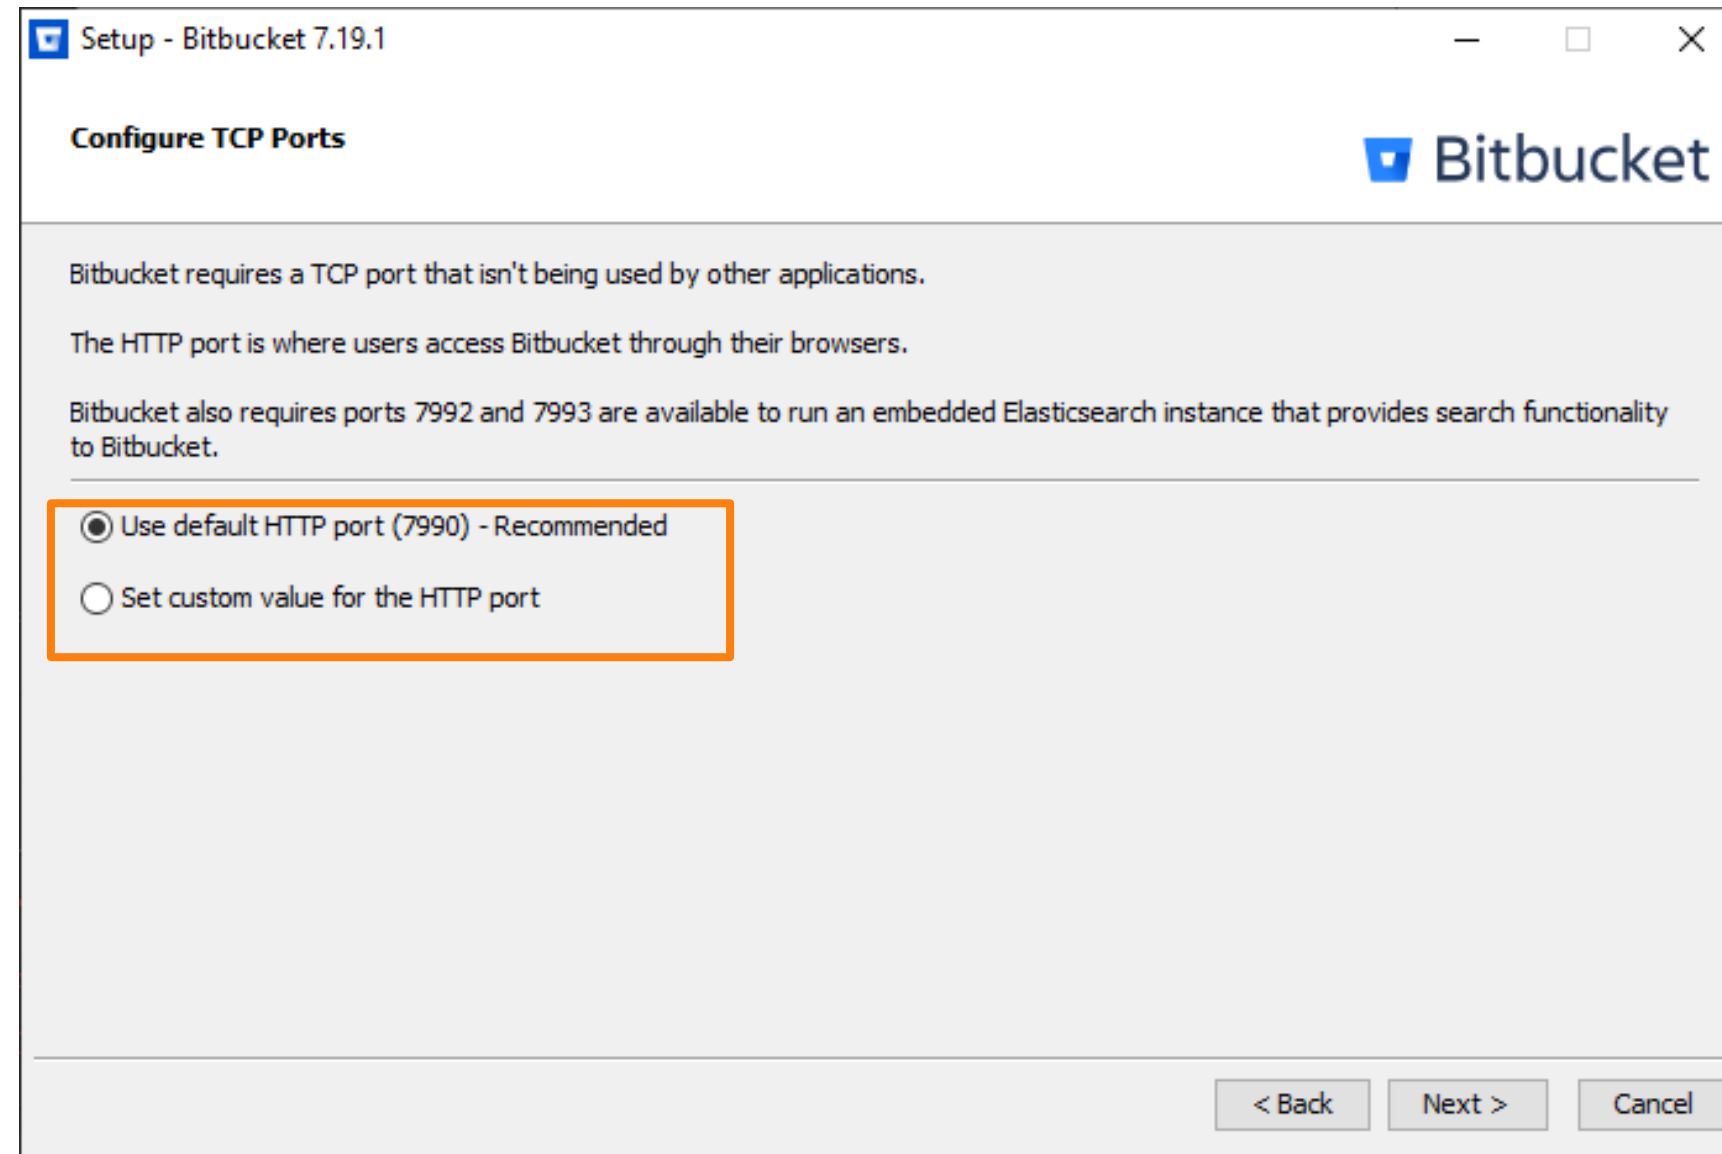 Setup - Bitbucket 7.19.1
Configure TCP Ports
Bitbucket
Bitbucket requires a TCP port that isn't being used by other applications.
The HTTP port is where users access Bitbucket through their browsers.
Bitbucket also requires ports 7992 and 7993 are available to run an embedded Elasticsearch instance that provides search functionality
to Bitbucket.
Use default HTTP port (7990) - Recommended
Set custom value for the HTTP port
< Back
Next >
Cancel